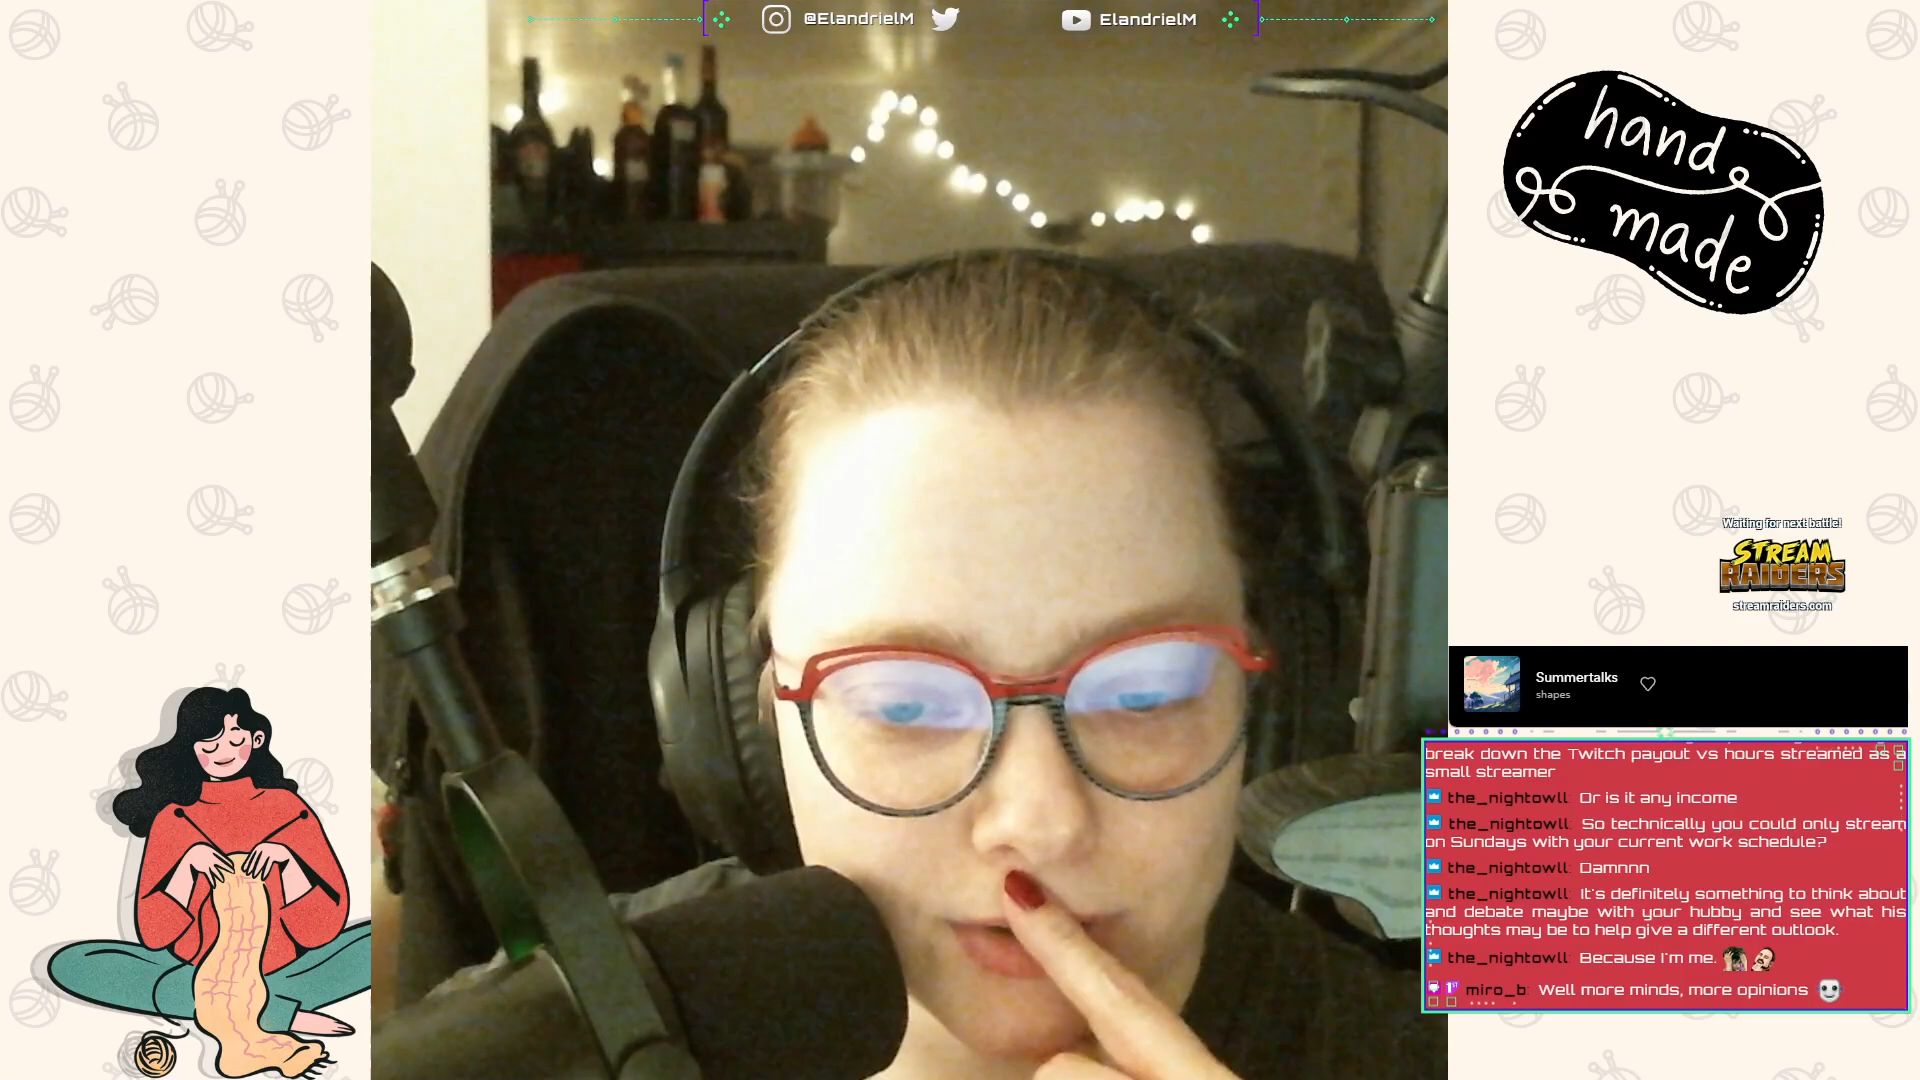 @ElandrielM
ElandrielM
hand
made
Waiting for next battle!
STREAM
RAIDERS
streamraiders.com
Summertalks
shapes
break down the Twitch payout vs hours streamed as a
small streamer
the_nightowll: Or is it any income
the_nightowll: So technically you could only stream
on Sundays with your current work schedule?
the_nightowll: Damnnn
the_nightowll: It's definitely something to think about
and debate maybe with your hubby and see what his
thoughts may be to help give a different outlook.
the_nightowll: Because I'm me.
1ST miro_b: Well more minds, more opinions